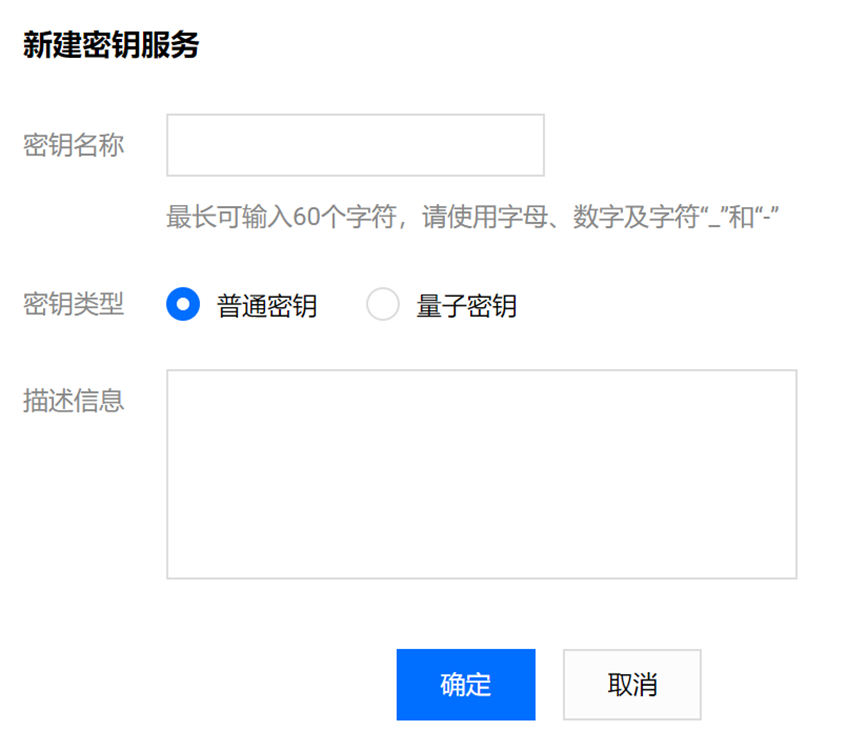 新建密钥服务
密钥名称
最长可输入60个字符，请使用字母、数字及字符“_”和“-”
密钥类型 普通密钥 量子密钥
描述信息
确定 取消